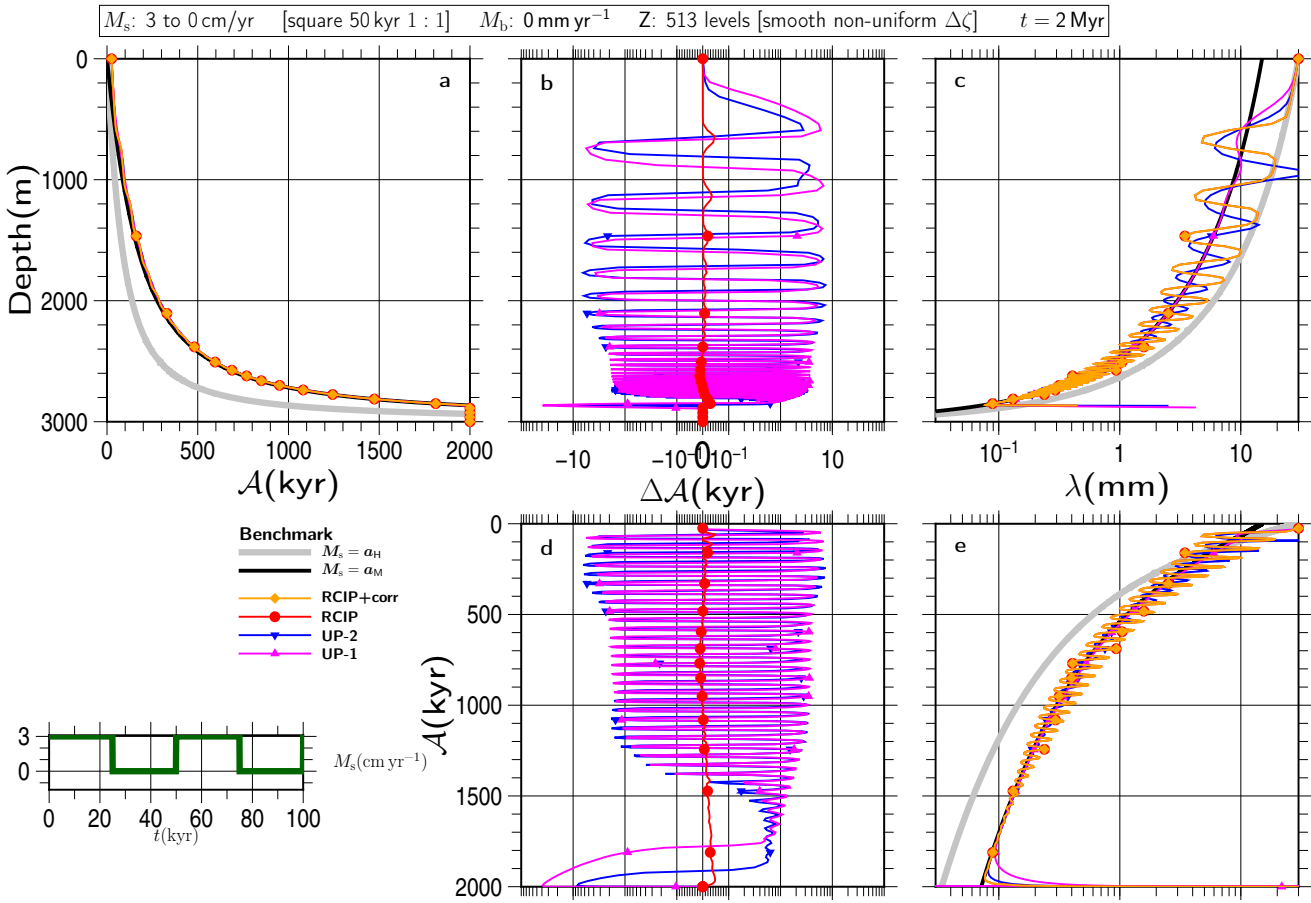 Mₛ: 3 to 0 cm/yr [square 50 kyr 1 : 1] M_b: 0 mm yr⁻¹ Z: 513 levels [smooth non-uniform Δζ] t = 2 Myr
a b c
0
1000
2000
3000
Depth(m)
0 500 1000 1500 2000
𝒜(kyr)
−10 −10⁻¹ 0 10⁻¹ 10
Δ𝒜(kyr)
10⁻¹ 1 10
λ(mm)
Benchmark
Mₛ = a_H
Mₛ = a_M
RCIP+corr
RCIP
UP-2
UP-1
3
0
Mₛ(cm yr⁻¹)
0 20 40 60 80 100
t(kyr)
d e
0
500
1000
1500
2000
𝒜(kyr)